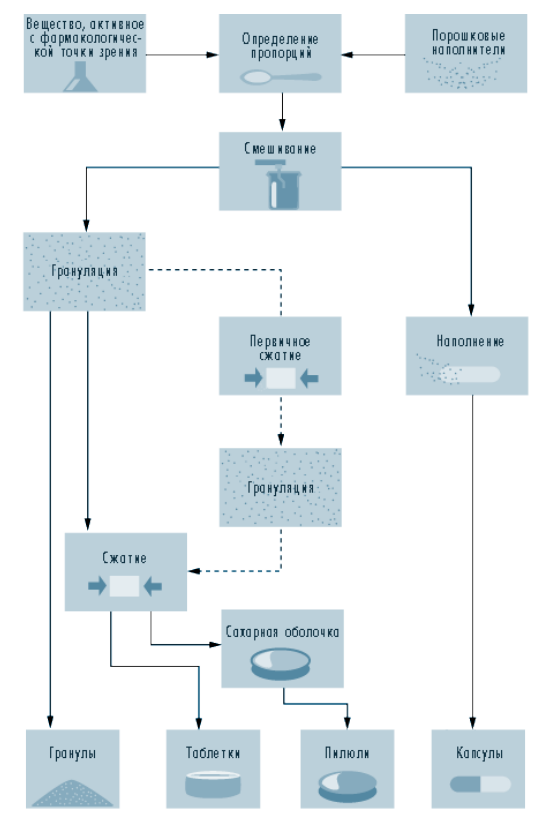 Вещество, активное
с фармакологичес-
кой точки зрения
Определение
пропорций
Порошковые
наполнители
Смешивание
Грануляция
Первичное
сжатие
Наполнение
Грануляция
Сжатие
Сахарная оболочка
Гранулы
Таблетки
Пилюли
Капсулы